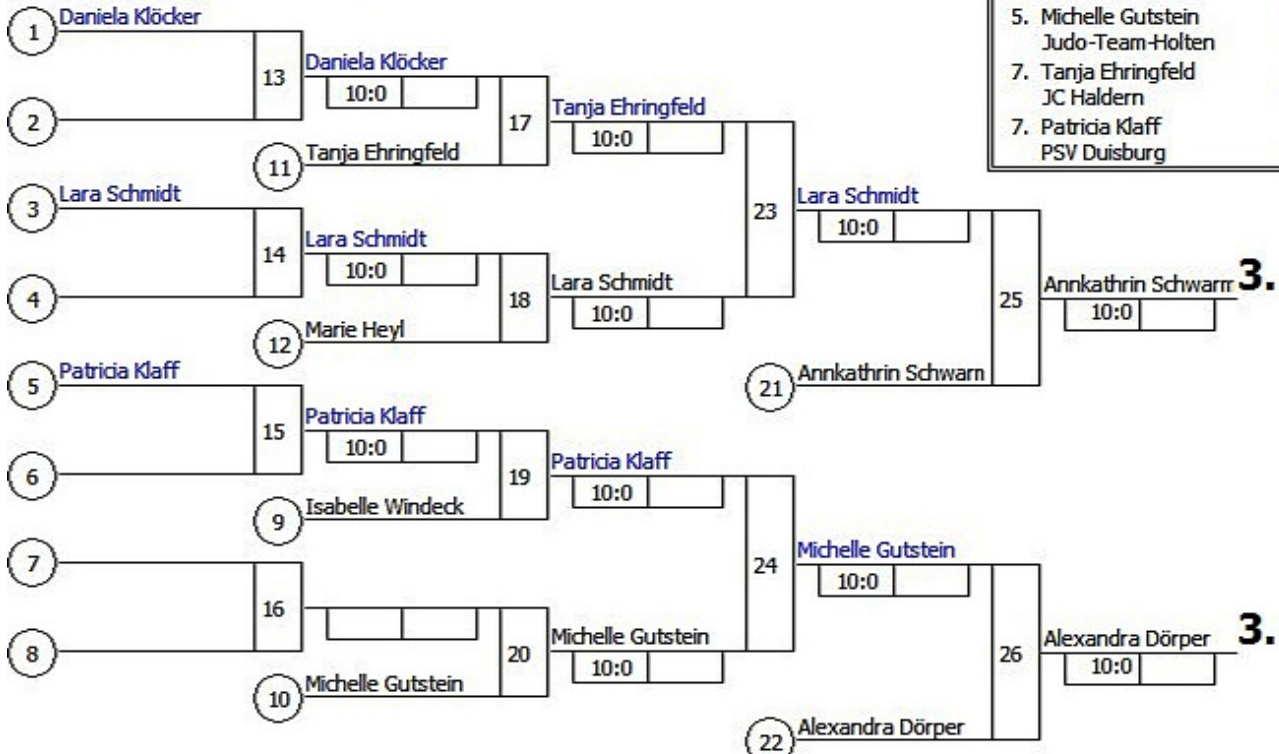 1 Daniela Klöcker
5. Michelle Gutstein
Judo-Team-Holten
7. Tanja Ehringfeld
JC Haldern
7. Patricia Klaff
PSV Duisburg
13
Daniela Klöcker
10:0
2
17
Tanja Ehringfeld
10:0
11 Tanja Ehringfeld
3 Lara Schmidt
23
Lara Schmidt
10:0
14
Lara Schmidt
10:0
4
18
Lara Schmidt
10:0
25
Annkathrin Schwarm 3.
10:0
12 Marie Heyl
5 Patricia Klaff
21 Annkathrin Schwarn
15
Patricia Klaff
10:0
6
19
Patricia Klaff
10:0
9 Isabelle Windeck
7
24
Michelle Gutstein
10:0
16
8
20
Michelle Gutstein
10:0
26
Alexandra Dörper 3.
10:0
10 Michelle Gutstein
22 Alexandra Dörper